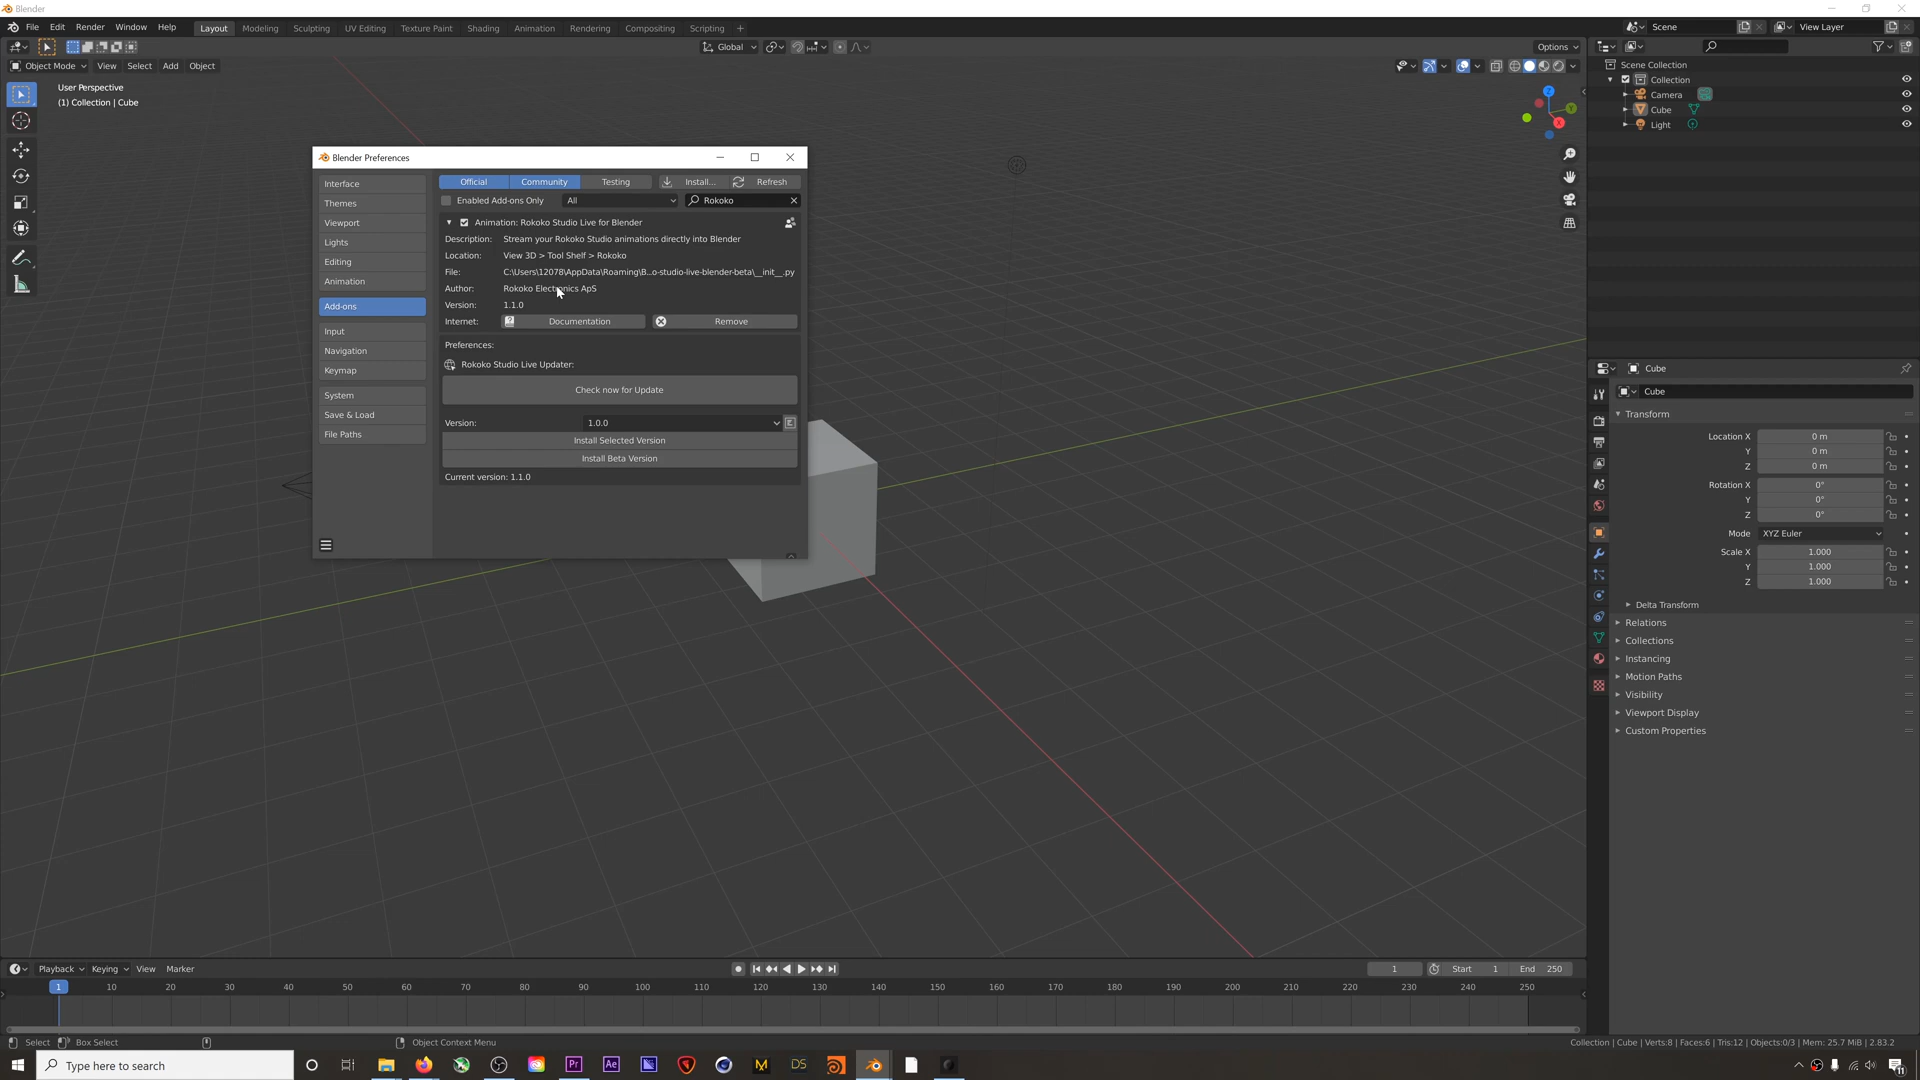 Blender
File Edit Render Window Help Layout Modeling Sculpting UV Editing Texture Paint Shading Animation Rendering Compositing Scripting + Scene View Layer
Global Options
Object Mode View Select Add Object
User Perspective
(1) Collection | Cube
Scene Collection
Collection
Camera
Cube
Light
Z
Y
X
Blender Preferences
Interface
Themes
Viewport
Lights
Editing
Animation
Add-ons
Input
Navigation
Keymap
System
Save & Load
File Paths
Official Community Testing Install... Refresh
Enabled Add-ons Only All Rokoko
Animation: Rokoko Studio Live for Blender
Description: Stream your Rokoko Studio animations directly into Blender
Location: View 3D > Tool Shelf > Rokoko
File: C:\Users\12078\AppData\Roaming\B...o-studio-live-blender-beta\__init__.py
Author: Rokoko Electronics ApS
Version: 1.1.0
Internet: Documentation Remove
Preferences:
Rokoko Studio Live Updater:
Check now for Update
Version: 1.0.0
Install Selected Version
Install Beta Version
Current version: 1.1.0
Cube
Cube
Transform
Location X 0 m
Y 0 m
Z 0 m
Rotation X 0°
Y 0°
Z 0°
Mode XYZ Euler
Scale X 1.000
Y 1.000
Z 1.000
Delta Transform
Relations
Collections
Instancing
Motion Paths
Visibility
Viewport Display
Custom Properties
Playback Keying View Marker 1 Start 1 End 250
1 10 20 30 40 50 60 70 80 90 100 110 120 130 140 150 160 170 180 190 200 210 220 230 240 250
Select Box Select Object Context Menu Collection | Cube | Verts:8 | Faces:6 | Tris:12 | Objects:0/3 | Mem: 25.7 MiB | 2.83.2
Type here to search
Pr Ae M DS
11